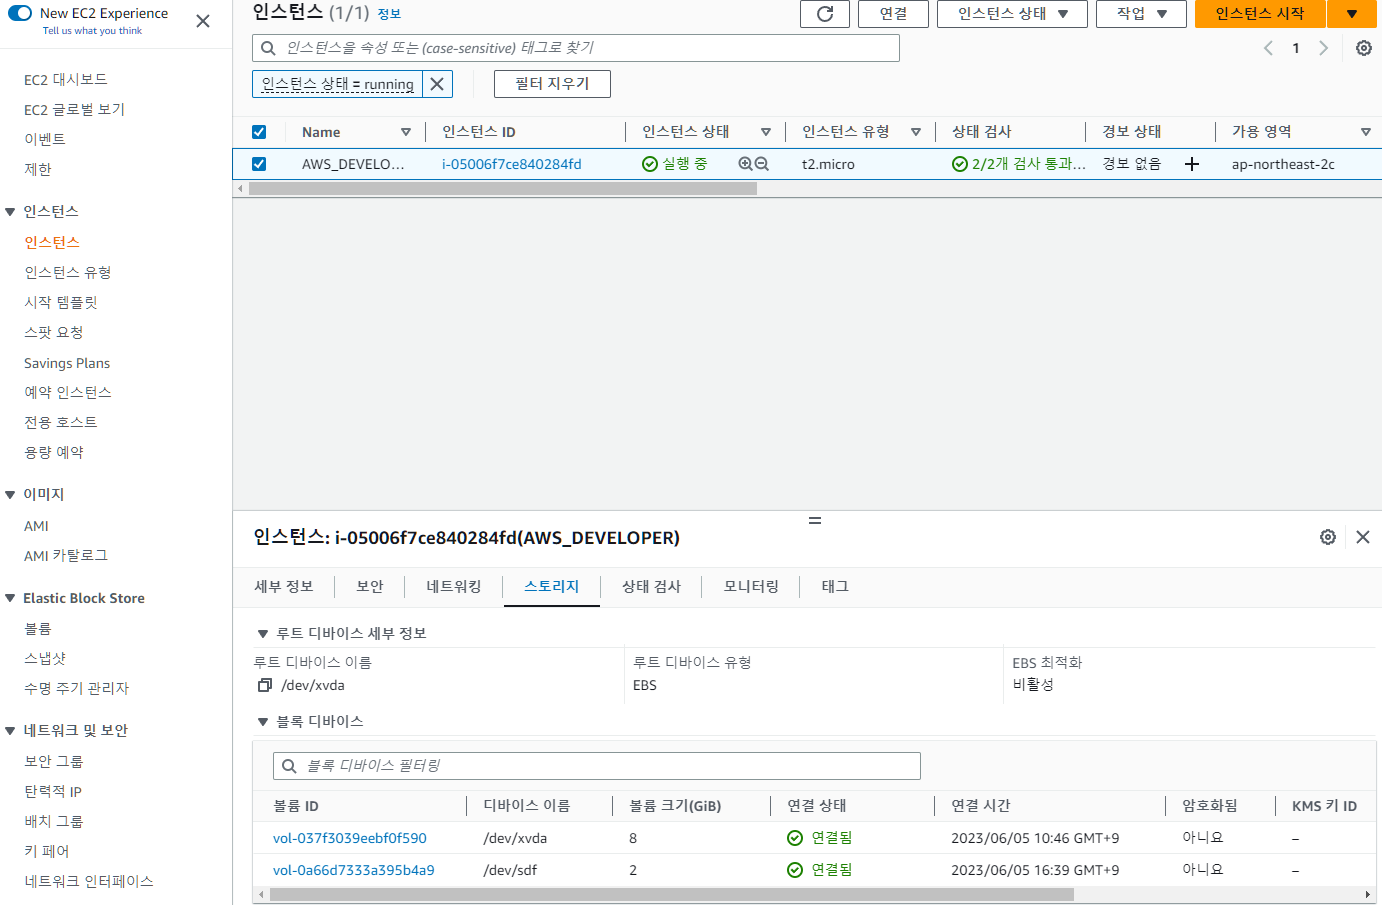 New EC2 Experience
Tell us what you think
EC2 대시보드
EC2 글로벌 보기
이벤트
제한
인스턴스
인스턴스
인스턴스 유형
시작 템플릿
스팟 요청
Savings Plans
예약 인스턴스
전용 호스트
용량 예약
이미지
AMI
AMI 카탈로그
Elastic Block Store
볼륨
스냅샷
수명 주기 관리자
네트워크 및 보안
보안 그룹
탄력적 IP
배치 그룹
키 페어
네트워크 인터페이스
인스턴스 (1/1) 정보
연결 인스턴스 상태 작업 인스턴스 시작
인스턴스을 속성 또는 (case-sensitive) 태그로 찾기
1
인스턴스 상태 = running 필터 지우기
Name 인스턴스 ID 인스턴스 상태 인스턴스 유형 상태 검사 경보 상태 가용 영역
AWS_DEVELO... i-05006f7ce840284fd 실행 중 t2.micro 2/2개 검사 통과... 경보 없음 ap-northeast-2c
인스턴스: i-05006f7ce840284fd(AWS_DEVELOPER)
세부 정보 보안 네트워킹 스토리지 상태 검사 모니터링 태그
루트 디바이스 세부 정보
루트 디바이스 이름 루트 디바이스 유형 EBS 최적화
/dev/xvda EBS 비활성
블록 디바이스
블록 디바이스 필터링
볼륨 ID 디바이스 이름 볼륨 크기(GiB) 연결 상태 연결 시간 암호화됨 KMS 키 ID
vol-037f3039eebf0f590 /dev/xvda 8 연결됨 2023/06/05 10:46 GMT+9 아니요 –
vol-0a66d7333a395b4a9 /dev/sdf 2 연결됨 2023/06/05 16:39 GMT+9 아니요 –